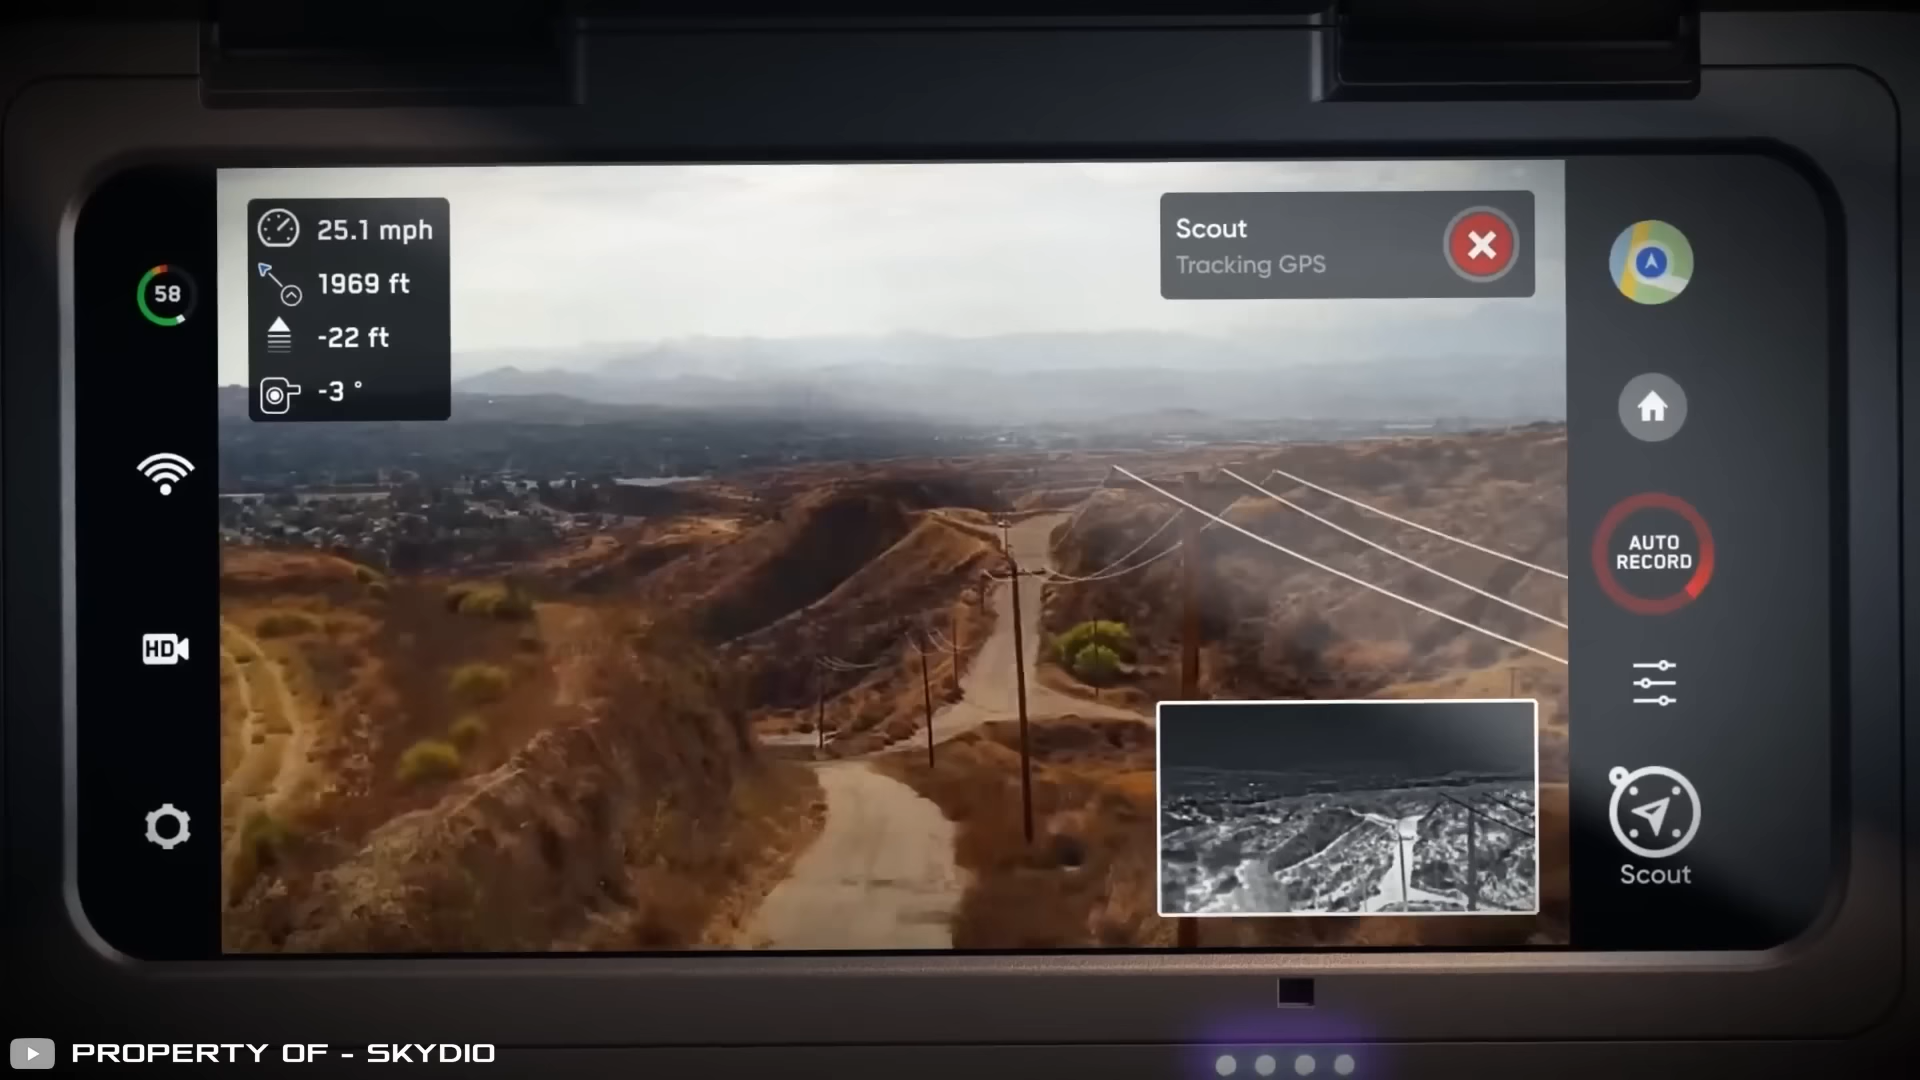 58
25.1 mph
1969 ft
-22 ft
-3 °
Scout
Tracking GPS
HD
AUTO
RECORD
Scout
PROPERTY OF - SKYDIO